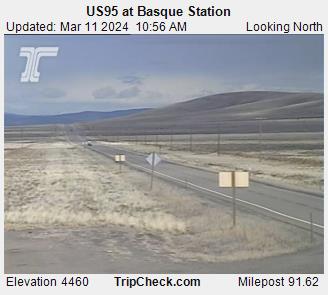 US95 at Basque Station
Updated: Mar 11 2024 10:56 AM Looking North
Elevation 4460 TripCheck.com Milepost 91.62